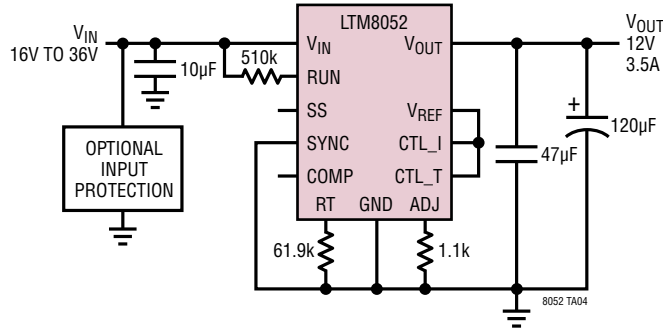 LTM8052
VIN
16V TO 36V
10µF
510k
OPTIONAL
INPUT
PROTECTION
VIN
RUN
SS
SYNC
COMP
RT
GND
ADJ
VOUT
VREF
CTL_I
CTL_T
61.9k
1.1k
47µF
+
120µF
VOUT
12V
3.5A
8052 TA04